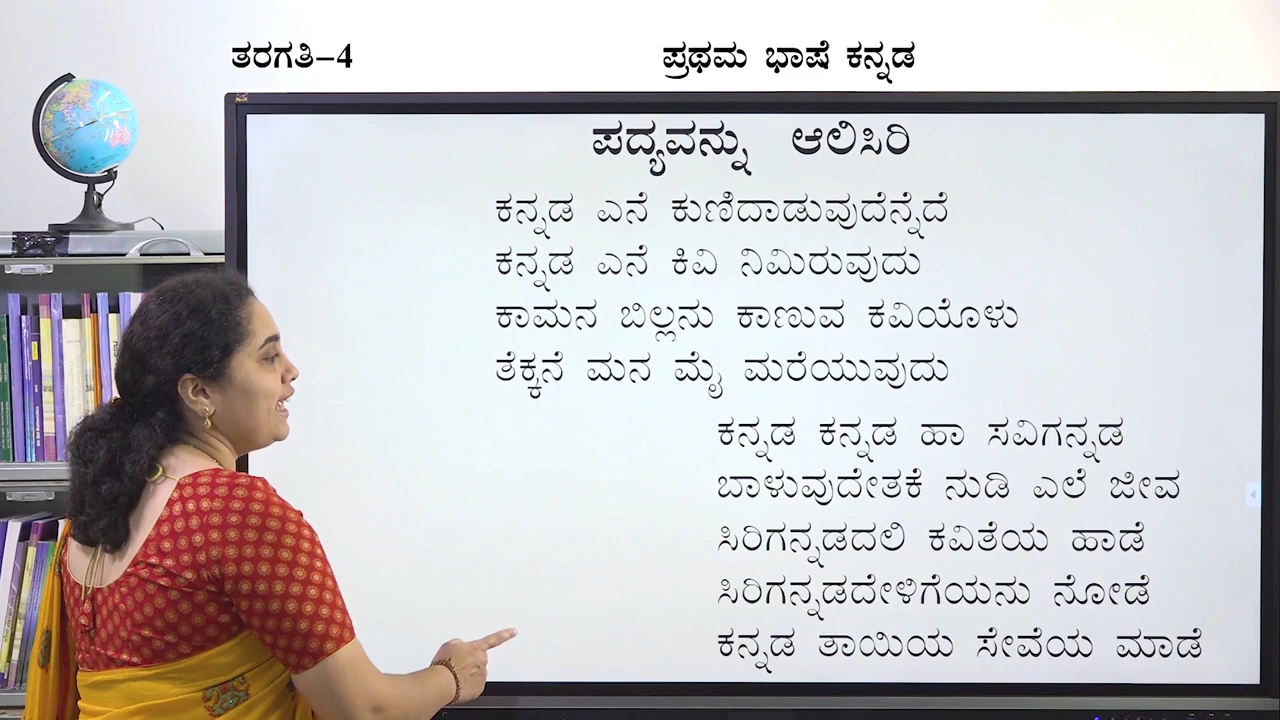 ತರಗತಿ–4
ಪ್ರಥಮ ಭಾಷೆ ಕನ್ನಡ
ಪದ್ಯವನ್ನು ಆಲಿಸಿರಿ
ಕನ್ನಡ ಎನೆ ಕುಣಿದಾಡುವುದೆನ್ನೆದೆ
ಕನ್ನಡ ಎನೆ ಕಿವಿ ನಿಮಿರುವುದು
ಕಾಮನ ಬಿಲ್ಲನು ಕಾಣುವ ಕವಿಯೊಳು
ತೆಕ್ಕನೆ ಮನ ಮೈ ಮರೆಯುವುದು
ಕನ್ನಡ ಕನ್ನಡ ಹಾ ಸವಿಗನ್ನಡ
ಬಾಳುವುದೇತಕೆ ನುಡಿ ಎಲೆ ಜೀವ
ಸಿರಿಗನ್ನಡದಲಿ ಕವಿತೆಯ ಹಾಡೆ
ಸಿರಿಗನ್ನಡದೇಳಿಗೆಯನು ನೋಡೆ
ಕನ್ನಡ ತಾಯಿಯ ಸೇವೆಯ ಮಾಡೆ